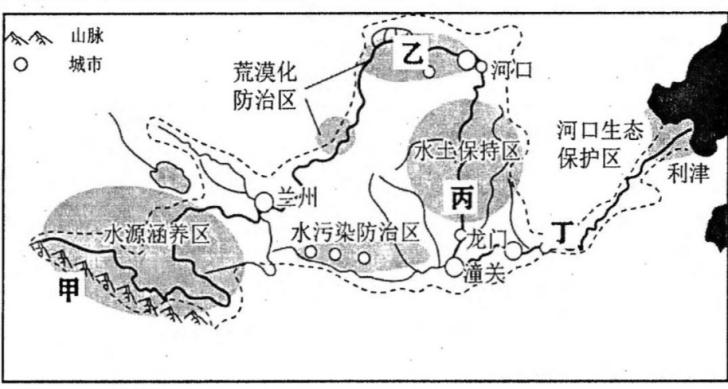 山脉
城市
荒漠化
防治区
乙
河口
水土保持区
河口生态
保护区
利津
兰州
丙
水源涵养区
水污染防治区
龙门
丁
潼关
甲